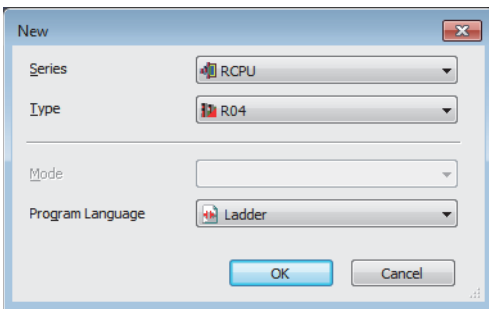 New
Series RCPU
Type R04
Mode
Program Language Ladder
OK Cancel